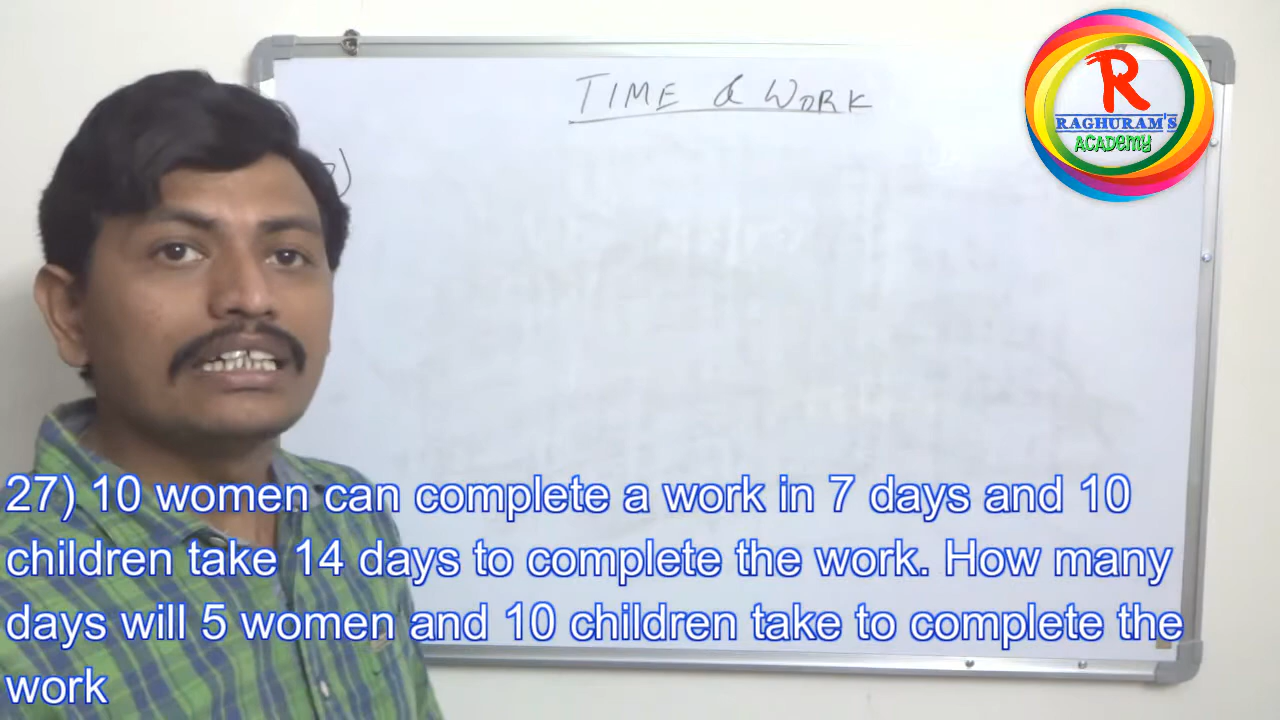 TIME & WORK
R
RAGHURAM'S
ACADEMY
27) 10 women can complete a work in 7 days and 10
children take 14 days to complete the work. How many
days will 5 women and 10 children take to complete the
work